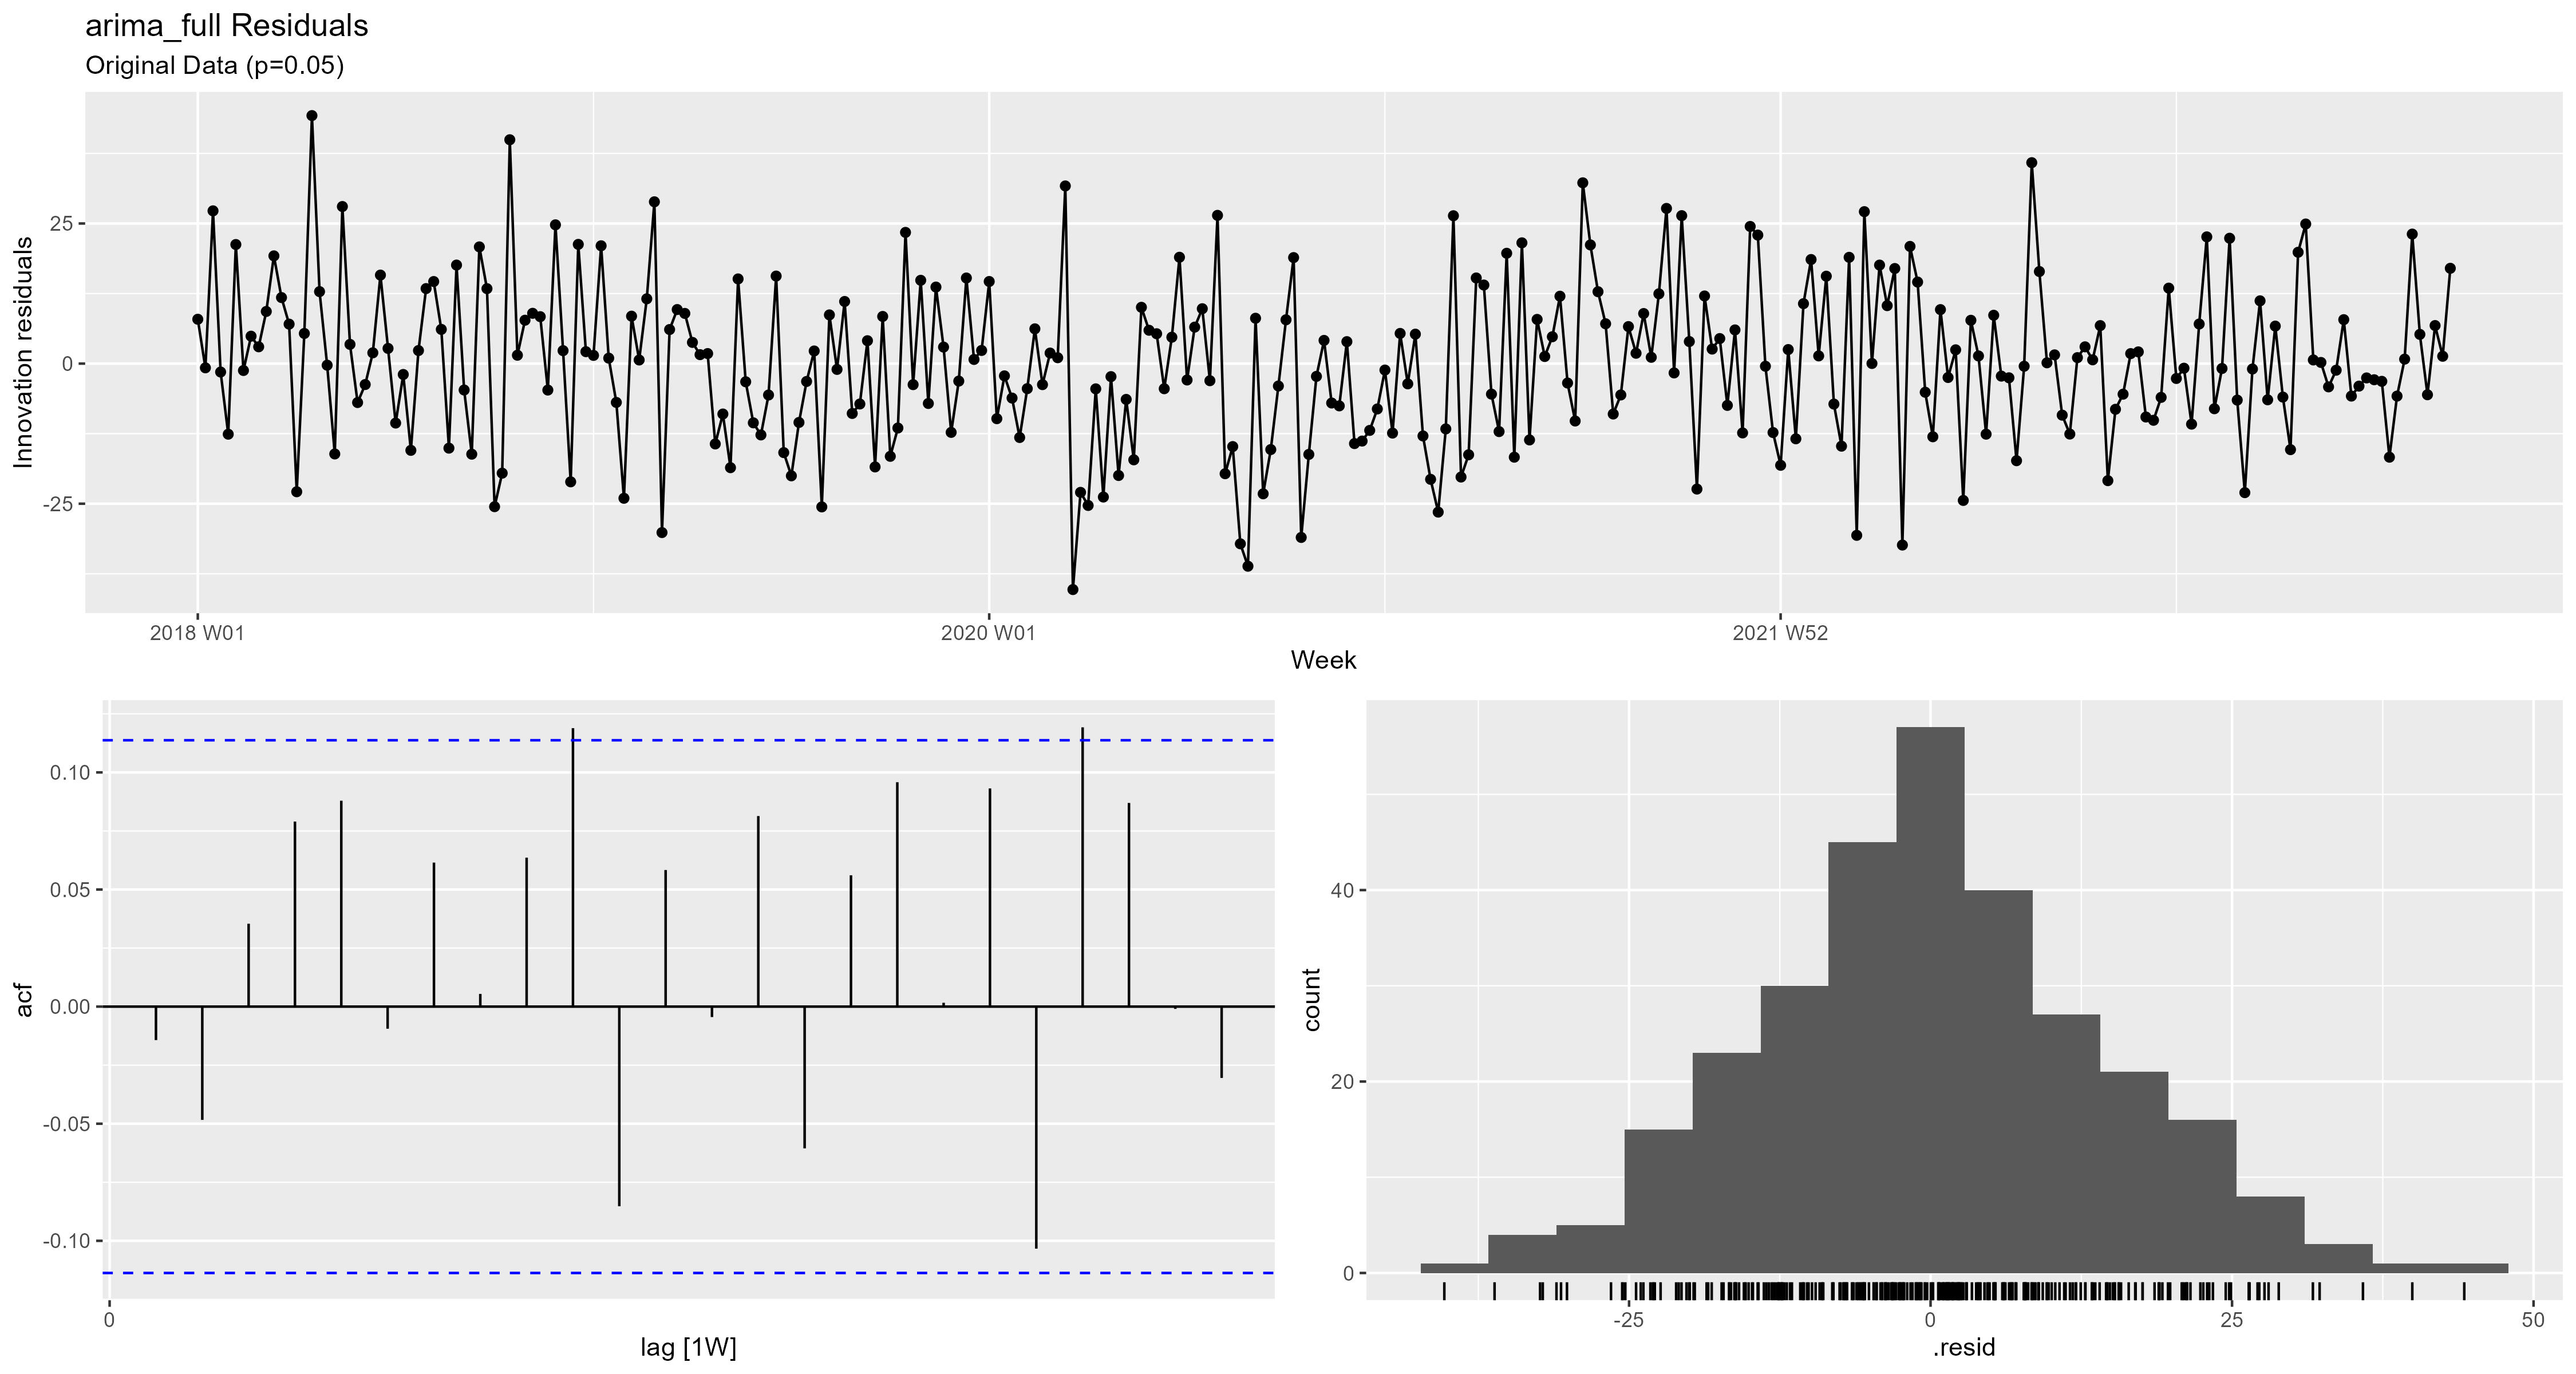 arima_full Residuals
Original Data (p=0.05)
Innovation residuals
25
0
-25
2018 W01
2020 W01
2021 W52
Week
acf
0.10
0.05
0.00
-0.05
-0.10
0
lag [1W]
count
40
20
0
-25
0
25
50
.resid